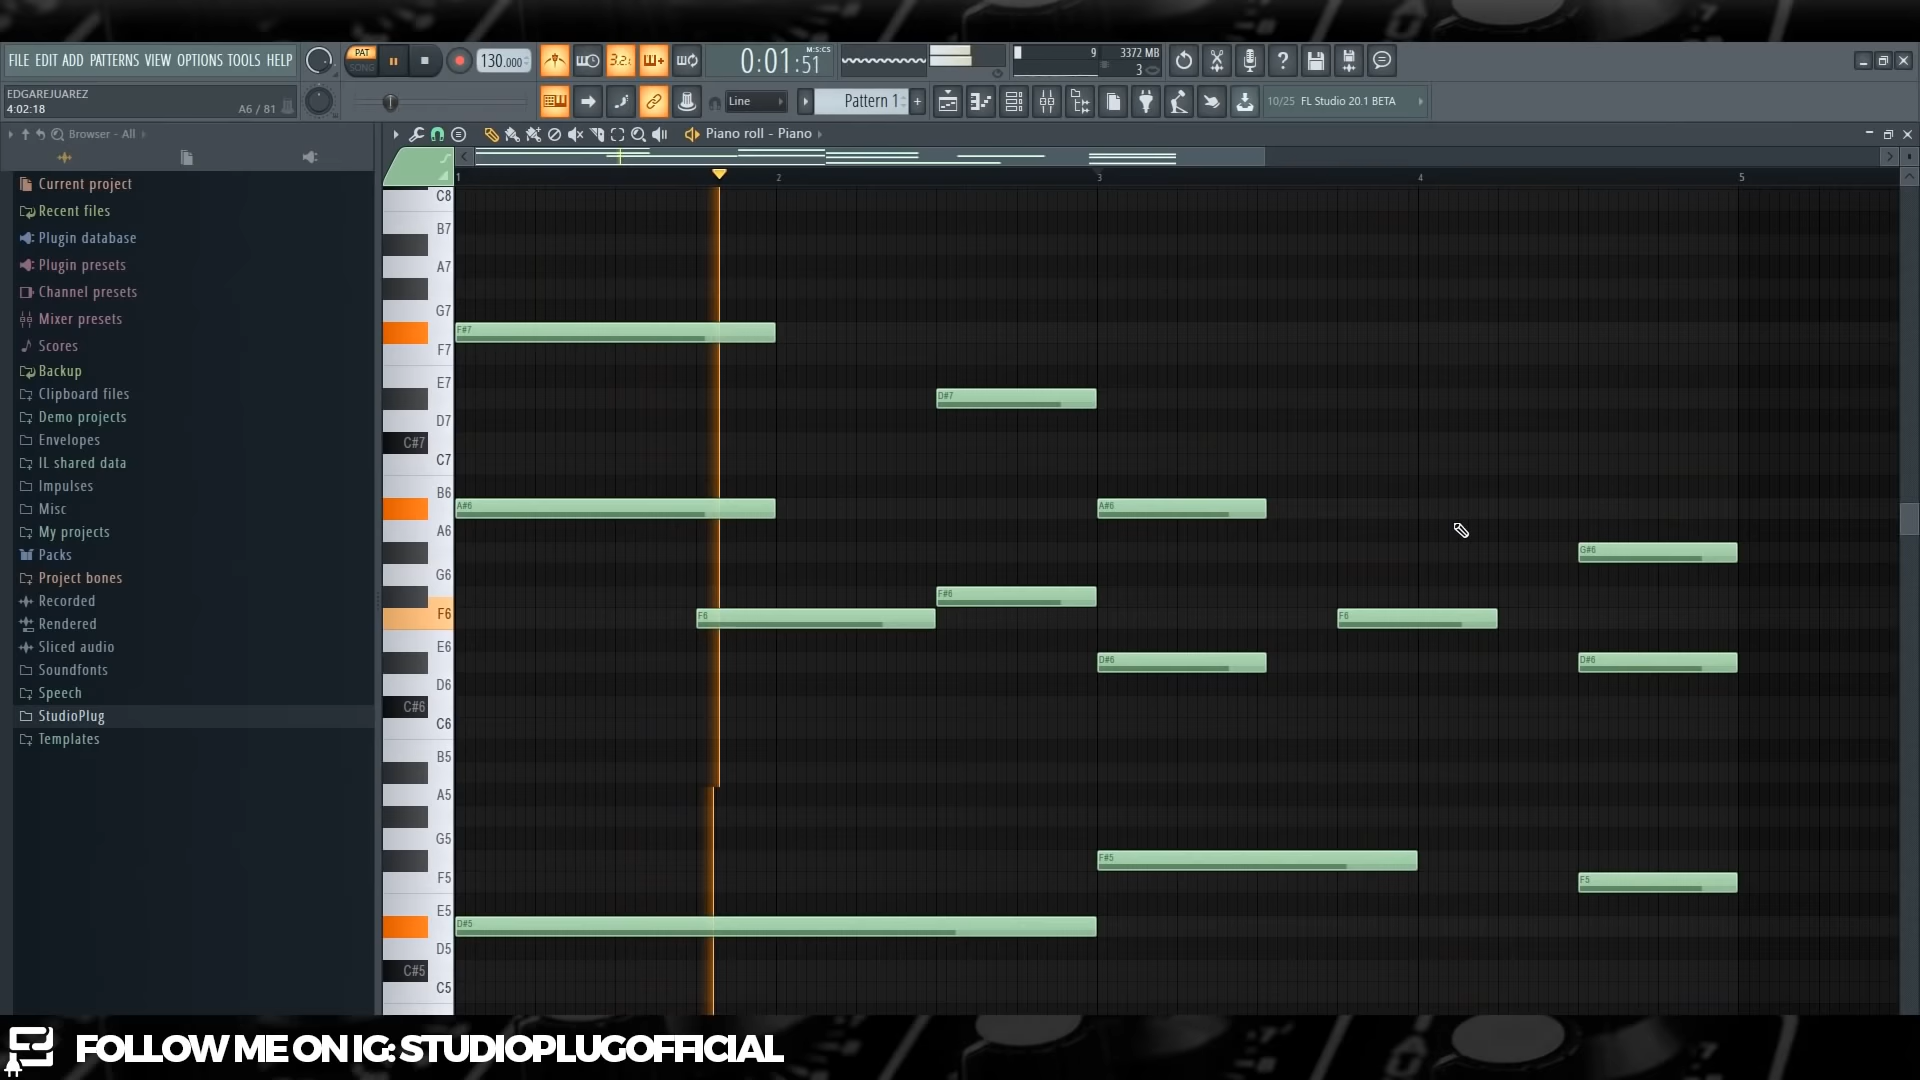 FILE EDIT ADD PATTERNS VIEW OPTIONS TOOLS HELP
PAT
SONG
130.000
3.2.
0:01:51
M:S:CS
9
3372 MB
3
EDGAREJUAREZ
4:02:18
A6 / 81
Line
Pattern 1
10/25 FL Studio 20.1 BETA
Browser - All
Piano roll - Piano
Current project
Recent files
Plugin database
Plugin presets
Channel presets
Mixer presets
Scores
Backup
Clipboard files
Demo projects
Envelopes
IL shared data
Impulses
Misc
My projects
Packs
Project bones
Recorded
Rendered
Sliced audio
Soundfonts
Speech
StudioPlug
Templates
1 2 3 4 5
C8
B7
A7
G7
F#7
F7
E7
D#7
D7
C#7
C7
B6
A#6 A#6
A6
G#6
G6
F#6
F6 F6 F6
E6
D#6 D#6
D6
C#6
C6
B5
A5
G5
F#5
F5 F5
E5
D#5
D5
C#5
C5
FOLLOW ME ON IG: STUDIOPLUGOFFICIAL